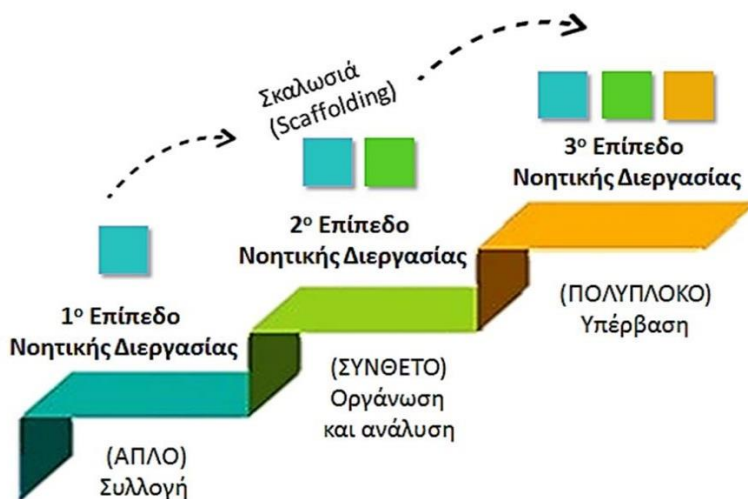 Σκαλωσιά
(Scaffolding)
1ο Επίπεδο
Νοητικής Διεργασίας
(ΑΠΛΟ)
Συλλογή
2ο Επίπεδο
Νοητικής Διεργασίας
(ΣΥΝΘΕΤΟ)
Οργάνωση
και ανάλυση
3ο Επίπεδο
Νοητικής Διεργασίας
(ΠΟΛΥΠΛΟΚΟ)
Υπέρβαση